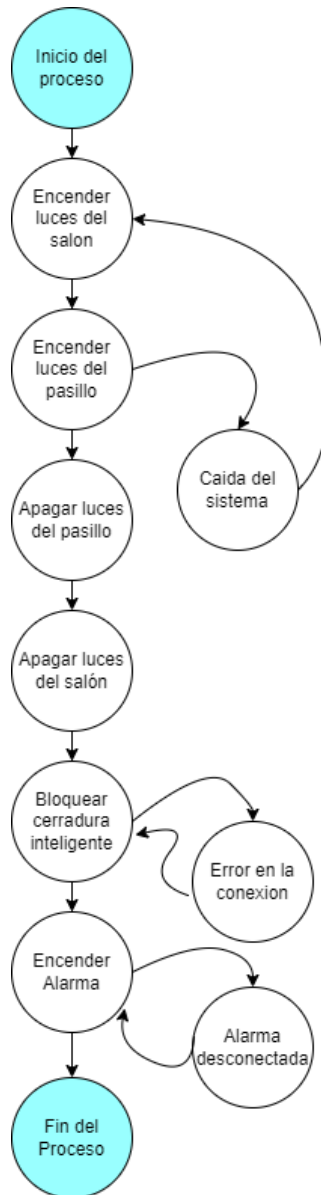 Inicio del
proceso
Encender
luces del
salon
Encender
luces del
pasillo
Caida del
sistema
Apagar luces
del pasillo
Apagar luces
del salón
Bloquear
cerradura
inteligente
Error en la
conexion
Encender
Alarma
Alarma
desconectada
Fin del
Proceso